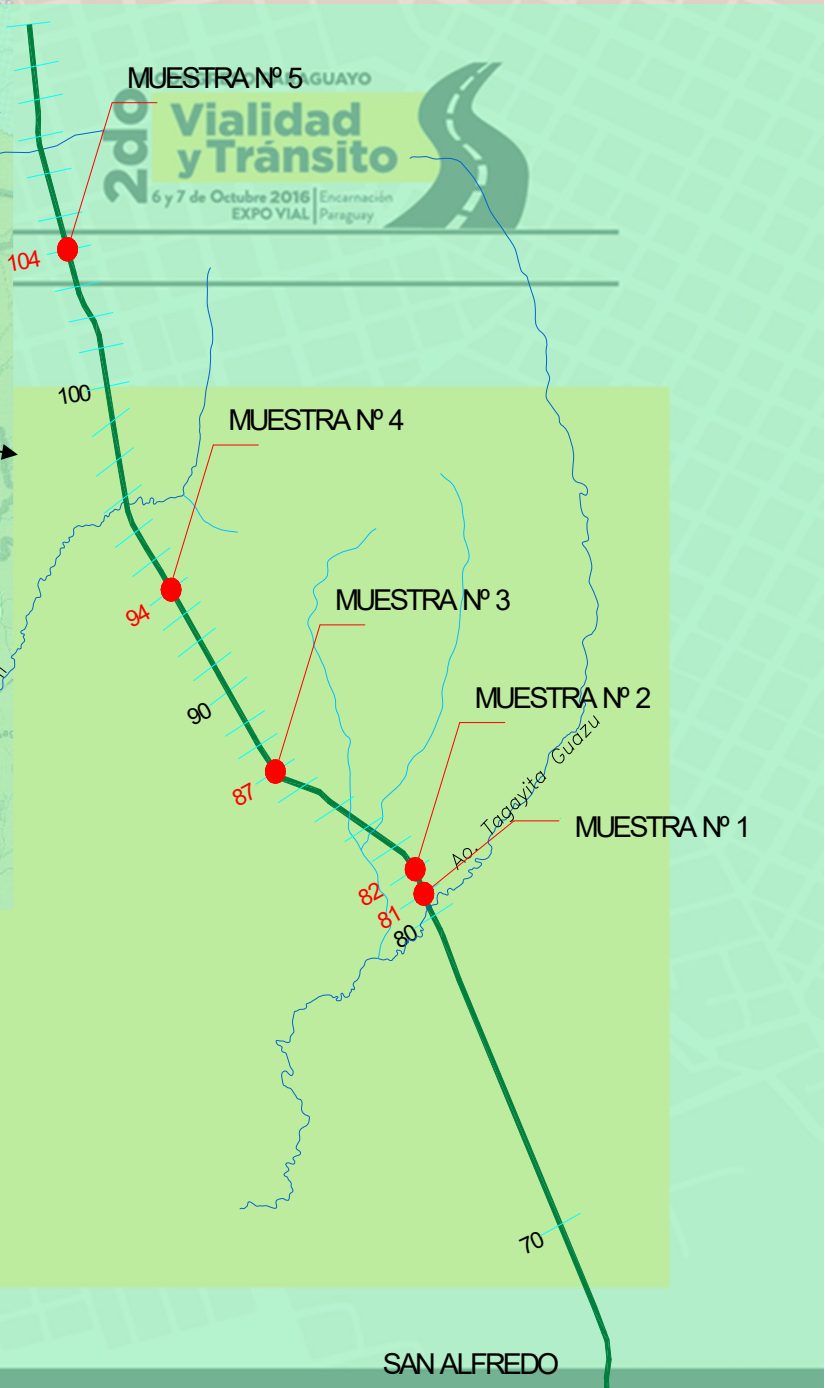 MUESTRA Nº 5
2do
CONGRESO PARAGUAYO
Vialidad
y Tránsito
6 y 7 de Octubre 2016
EXPO VIAL
Encarnación
Paraguay
104
100
MUESTRA Nº 4
94
MUESTRA Nº 3
90
MUESTRA Nº 2
87
Ao. Tagayita Guazu
MUESTRA Nº 1
82
81
80
70
SAN ALFREDO